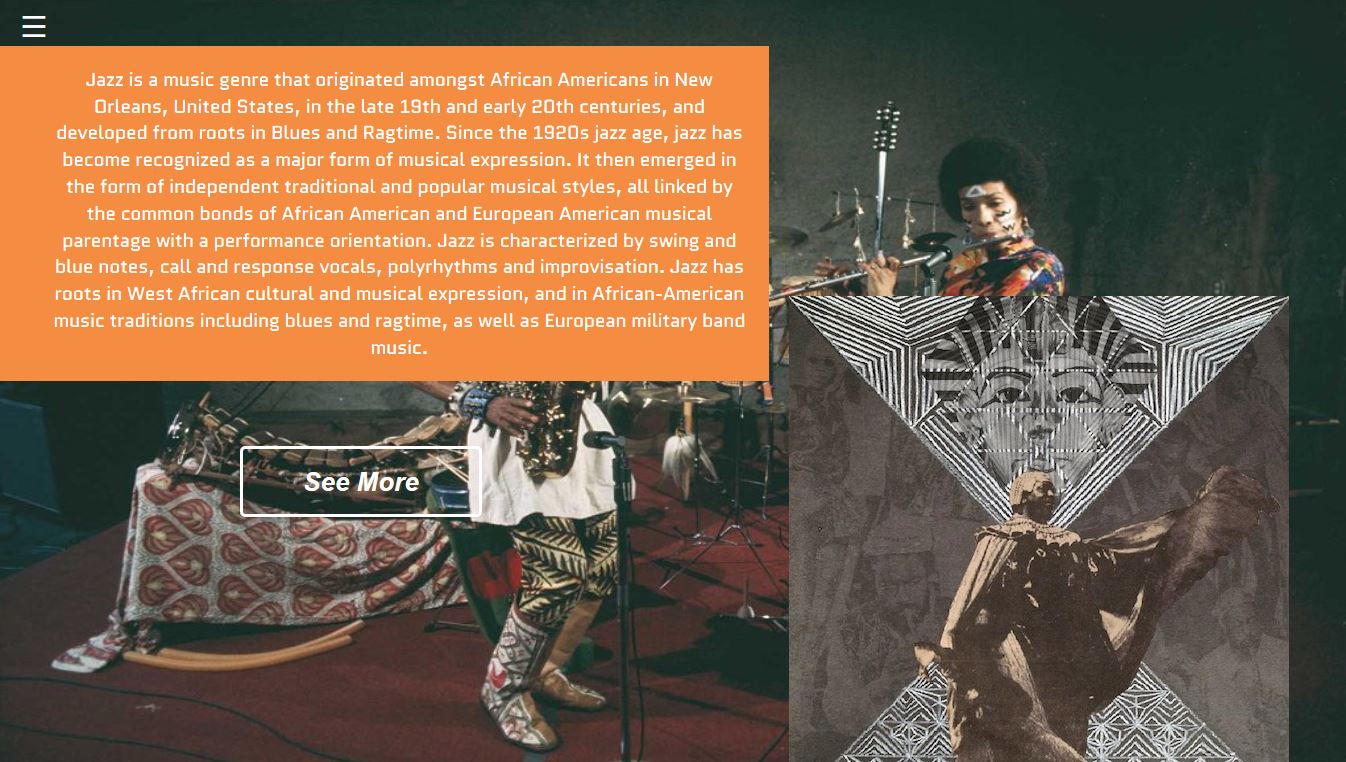 Jazz is a music genre that originated amongst African Americans in New
Orleans, United States, in the late 19th and early 20th centuries, and
developed from roots in Blues and Ragtime. Since the 1920s jazz age, jazz has
become recognized as a major form of musical expression. It then emerged in
the form of independent traditional and popular musical styles, all linked by
the common bonds of African American and European American musical
parentage with a performance orientation. Jazz is characterized by swing and
blue notes, call and response vocals, polyrhythms and improvisation. Jazz has
roots in West African cultural and musical expression, and in African-American
music traditions including blues and ragtime, as well as European military band
music.
See More